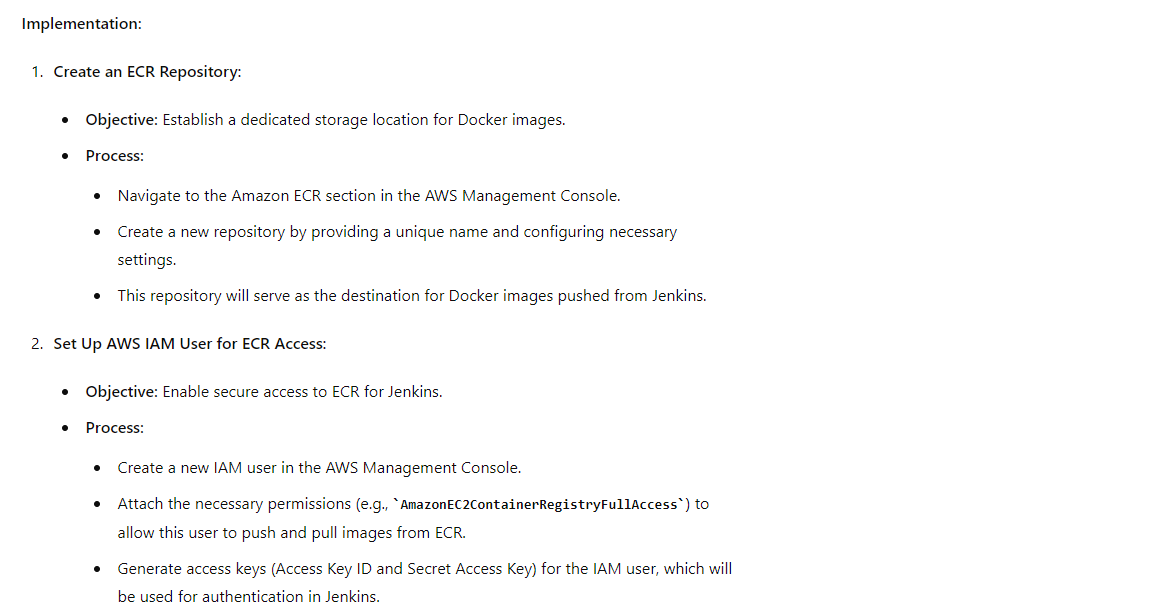 Implementation:
1. Create an ECR Repository:
• Objective: Establish a dedicated storage location for Docker images.
• Process:
• Navigate to the Amazon ECR section in the AWS Management Console.
• Create a new repository by providing a unique name and configuring necessary
settings.
• This repository will serve as the destination for Docker images pushed from Jenkins.
2. Set Up AWS IAM User for ECR Access:
• Objective: Enable secure access to ECR for Jenkins.
• Process:
• Create a new IAM user in the AWS Management Console.
• Attach the necessary permissions (e.g., `AmazonEC2ContainerRegistryFullAccess`) to
allow this user to push and pull images from ECR.
• Generate access keys (Access Key ID and Secret Access Key) for the IAM user, which will
be used for authentication in Jenkins.